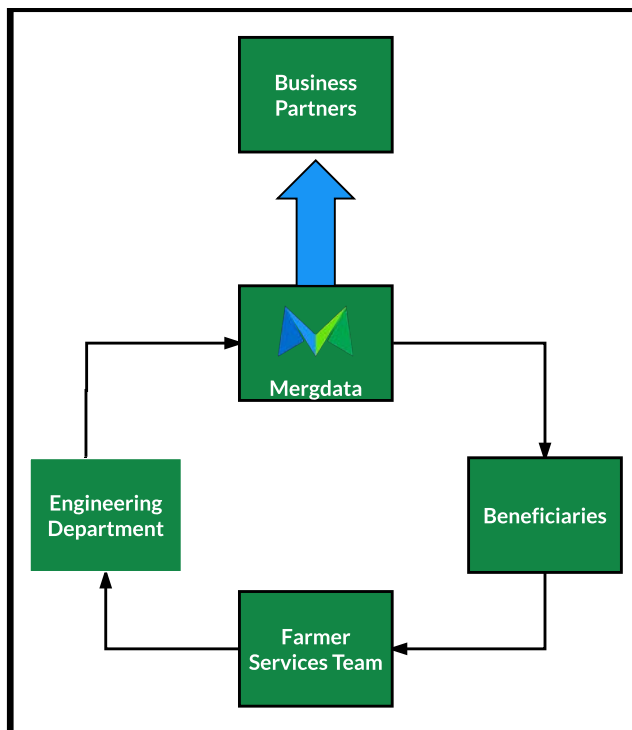 Business
Partners
Mergdata
Engineering
Department
Beneficiaries
Farmer
Services Team